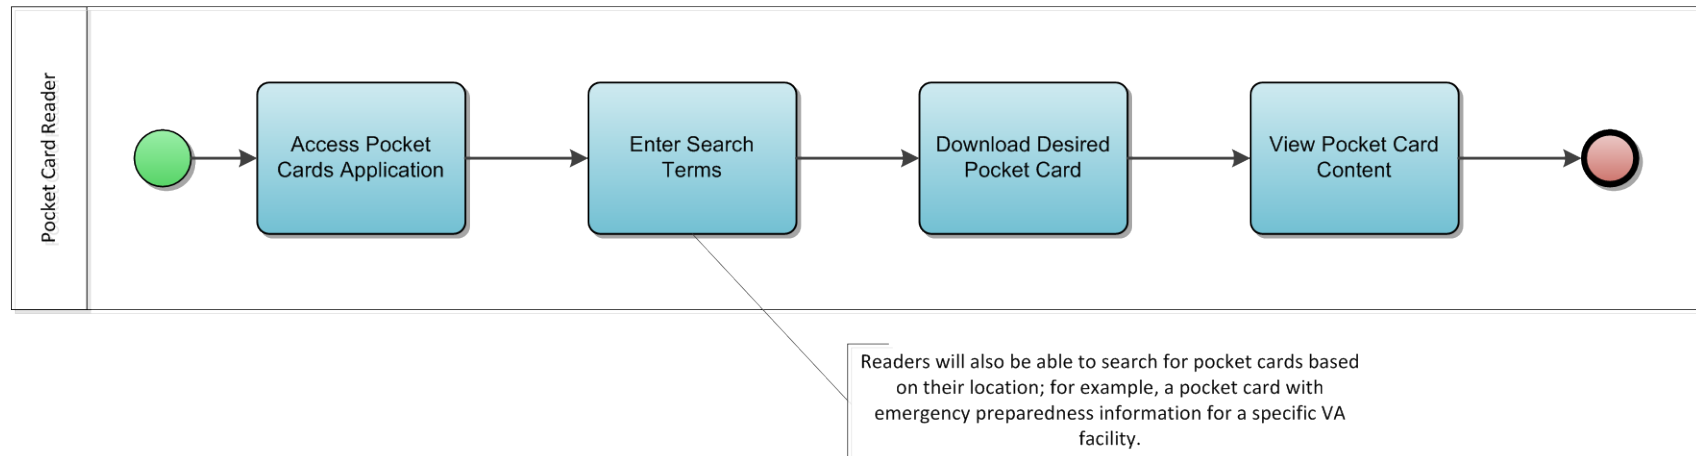 Pocket Card Reader
Access Pocket
Cards Application
Enter Search
Terms
Download Desired
Pocket Card
View Pocket Card
Content
Readers will also be able to search for pocket cards based
on their location; for example, a pocket card with
emergency preparedness information for a specific VA
facility.